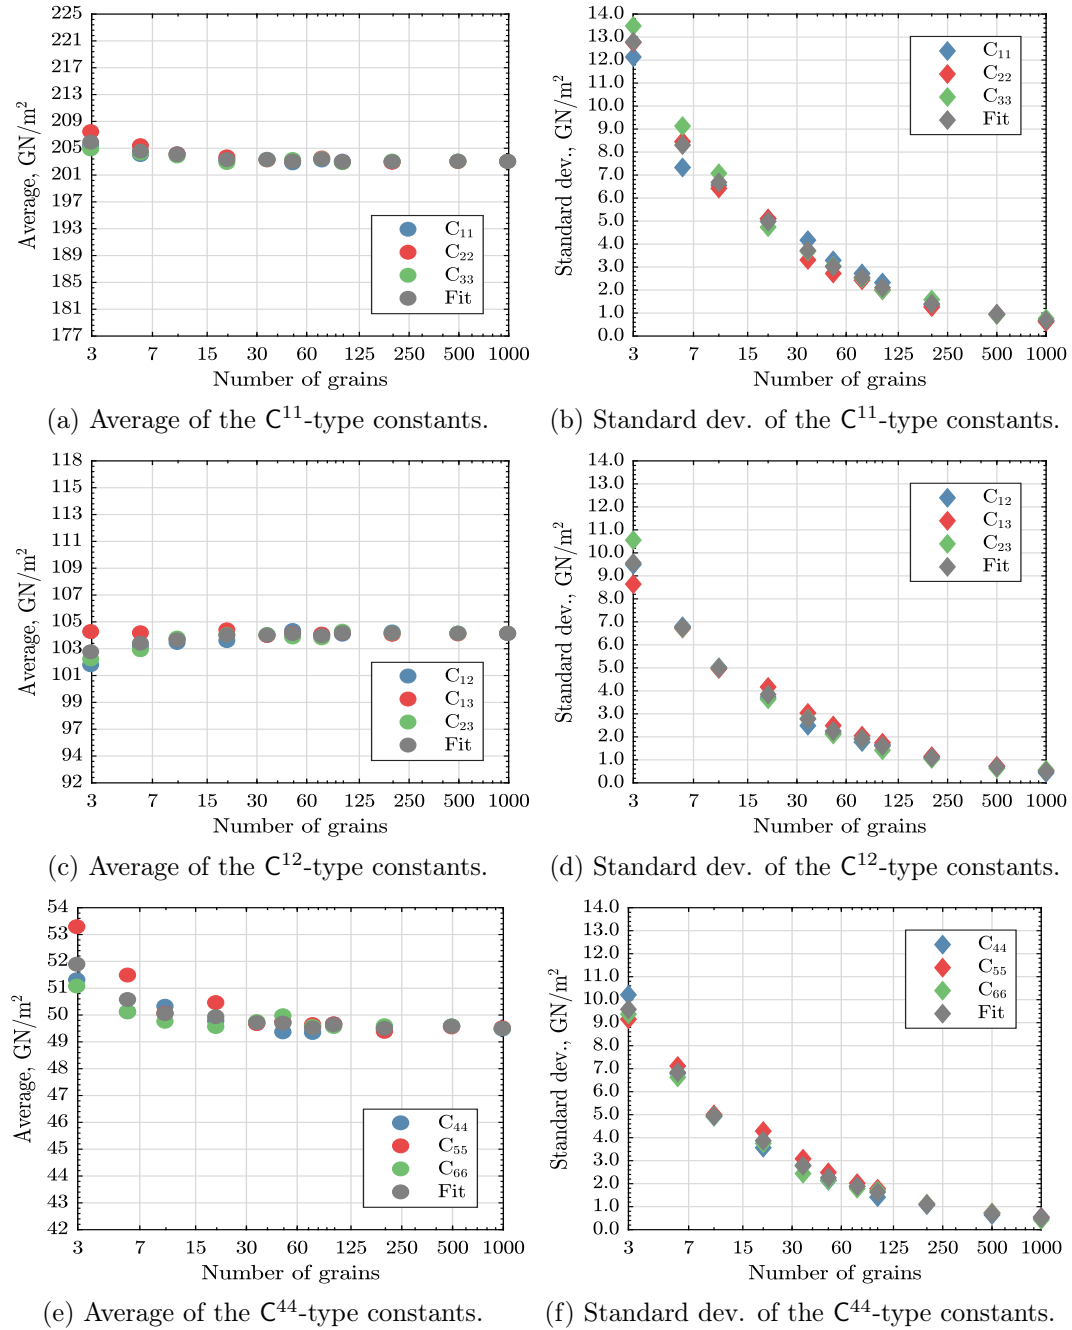 225
221
217
213
209
205
201
197
193
189
185
181
177
Average, GN/m²
3 7 15 30 60 125 250 500 1000
Number of grains
C₁₁
C₂₂
C₃₃
Fit
(a) Average of the C¹¹-type constants.
14.0
13.0
12.0
11.0
10.0
9.0
8.0
7.0
6.0
5.0
4.0
3.0
2.0
1.0
0.0
Standard dev., GN/m²
3 7 15 30 60 125 250 500 1000
Number of grains
C₁₁
C₂₂
C₃₃
Fit
(b) Standard dev. of the C¹¹-type constants.
118
115
113
111
109
107
105
103
101
99
97
94
92
Average, GN/m²
3 7 15 30 60 125 250 500 1000
Number of grains
C₁₂
C₁₃
C₂₃
Fit
(c) Average of the C¹²-type constants.
14.0
13.0
12.0
11.0
10.0
9.0
8.0
7.0
6.0
5.0
4.0
3.0
2.0
1.0
0.0
Standard dev., GN/m²
3 7 15 30 60 125 250 500 1000
Number of grains
C₁₂
C₁₃
C₂₃
Fit
(d) Standard dev. of the C¹²-type constants.
54
53
52
51
50
49
48
47
46
45
44
43
42
Average, GN/m²
3 7 15 30 60 125 250 500 1000
Number of grains
C₄₄
C₅₅
C₆₆
Fit
(e) Average of the C⁴⁴-type constants.
14.0
13.0
12.0
11.0
10.0
9.0
8.0
7.0
6.0
5.0
4.0
3.0
2.0
1.0
0.0
Standard dev., GN/m²
3 7 15 30 60 125 250 500 1000
Number of grains
C₄₄
C₅₅
C₆₆
Fit
(f) Standard dev. of the C⁴⁴-type constants.